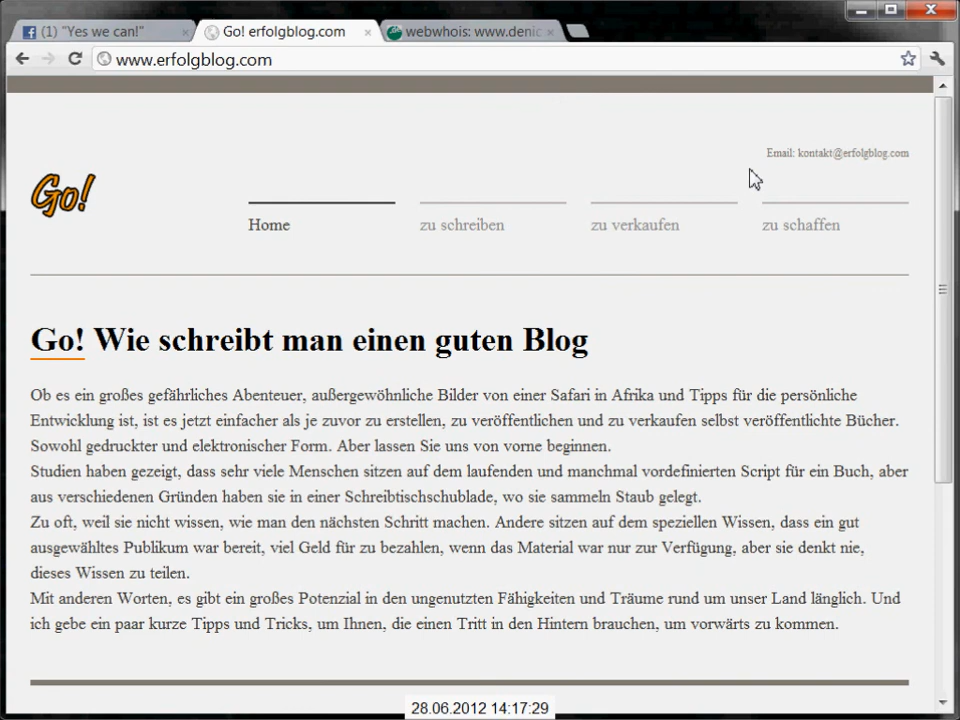 (1) "Yes we can!"
Go! erfolgblog.com
webwhois: www.denic
www.erfolgblog.com
Email: kontakt@erfolgblog.com
Go!
Home
zu schreiben
zu verkaufen
zu schaffen
Go! Wie schreibt man einen guten Blog
Ob es ein großes gefährliches Abenteuer, außergewöhnliche Bilder von einer Safari in Afrika und Tipps für die persönliche
Entwicklung ist, ist es jetzt einfacher als je zuvor zu erstellen, zu veröffentlichen und zu verkaufen selbst veröffentlichte Bücher.
Sowohl gedruckter und elektronischer Form. Aber lassen Sie uns von vorne beginnen.
Studien haben gezeigt, dass sehr viele Menschen sitzen auf dem laufenden und manchmal vordefinierten Script für ein Buch, aber
aus verschiedenen Gründen haben sie in einer Schreibtischschublade, wo sie sammeln Staub gelegt.
Zu oft, weil sie nicht wissen, wie man den nächsten Schritt machen. Andere sitzen auf dem speziellen Wissen, dass ein gut
ausgewähltes Publikum war bereit, viel Geld für zu bezahlen, wenn das Material war nur zur Verfügung, aber sie denkt nie,
dieses Wissen zu teilen.
Mit anderen Worten, es gibt ein großes Potenzial in den ungenutzten Fähigkeiten und Träume rund um unser Land länglich. Und
ich gebe ein paar kurze Tipps und Tricks, um Ihnen, die einen Tritt in den Hintern brauchen, um vorwärts zu kommen.
28.06.2012 14:17:29